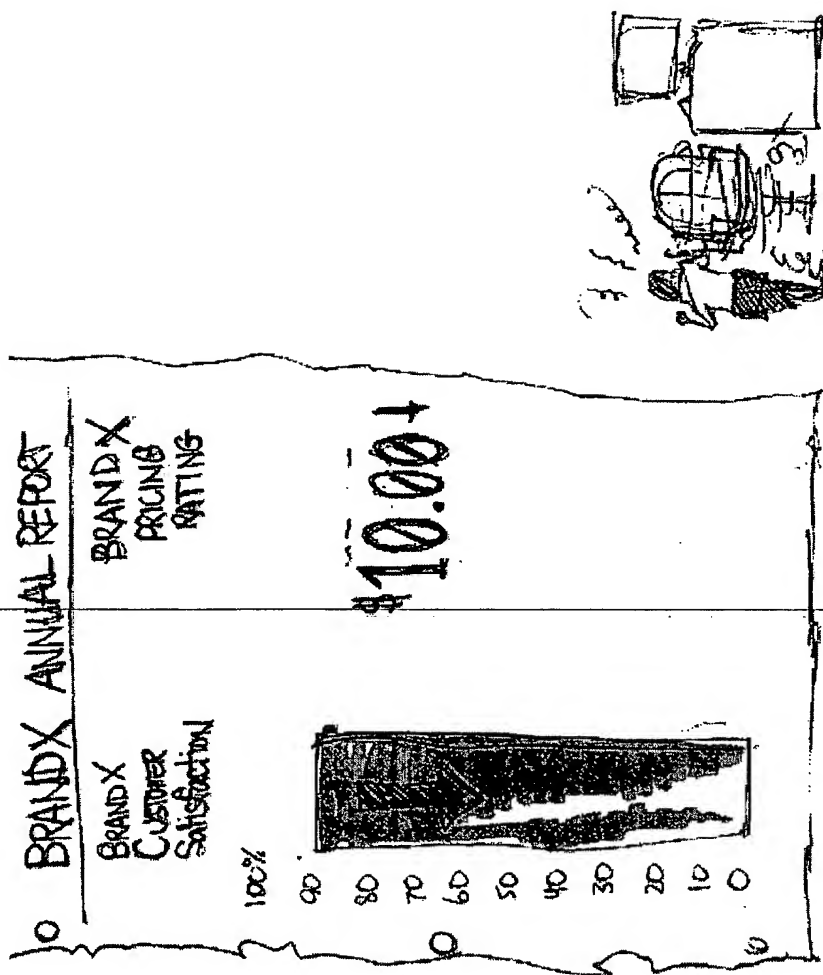 BRANDX ANNUAL REPORT
BRANDX
CUSTOMER
Satisfaction
100%
90
80
70
60
50
40
30
20
10
0
BRANDX
PRICING
RATING
$10.00